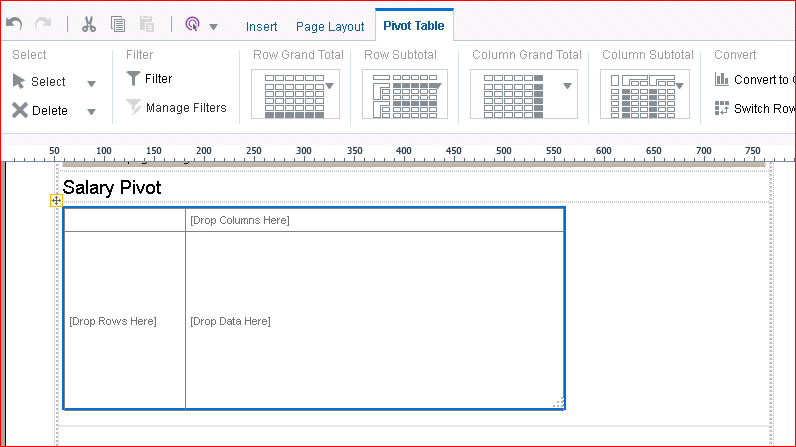 Insert Page Layout Pivot Table
Select Filter Row Grand Total Row Subtotal Column Grand Total Column Subtotal Convert
Select Filter Convert to
Delete Manage Filters Switch Row
50 100 150 200 250 300 350 400 450 500 550 600 650 700 750
Salary Pivot
[Drop Columns Here]
[Drop Rows Here] [Drop Data Here]